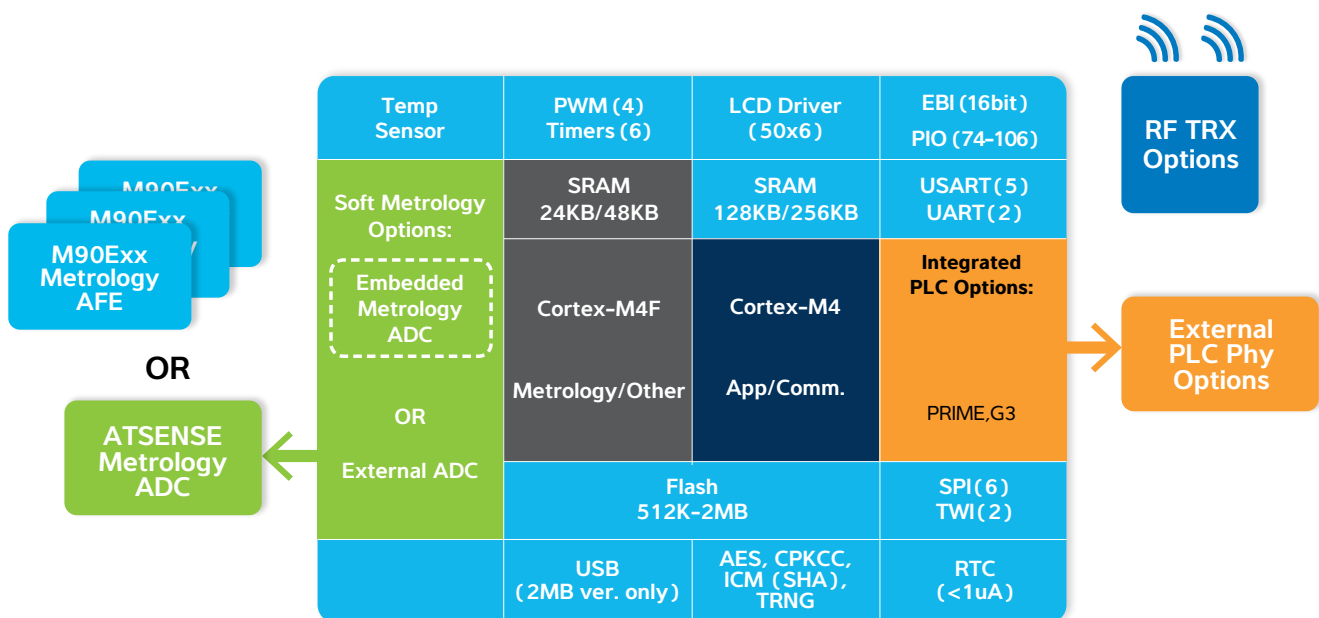 Temp
Sensor
PWM (4)
Timers (6)
LCD Driver
(50x6)
EBI (16bit)
PIO (74-106)
RF TRX
Options
M90Exx
M90Exx
M90Exx
Metrology
AFE
OR
ATSENSE
Metrology
ADC
Soft Metrology
Options:
Embedded
Metrology
ADC
OR
External ADC
SRAM
24KB/48KB
SRAM
128KB/256KB
USART(5)
UART(2)
Cortex-M4F
Metrology/Other
Cortex-M4
App/Comm.
Integrated
PLC Options:
PRIME,G3
External
PLC Phy
Options
Flash
512K-2MB
SPI(6)
TWI(2)
USB
(2MB ver. only)
AES, CPKCC,
ICM (SHA),
TRNG
RTC
(<1uA)